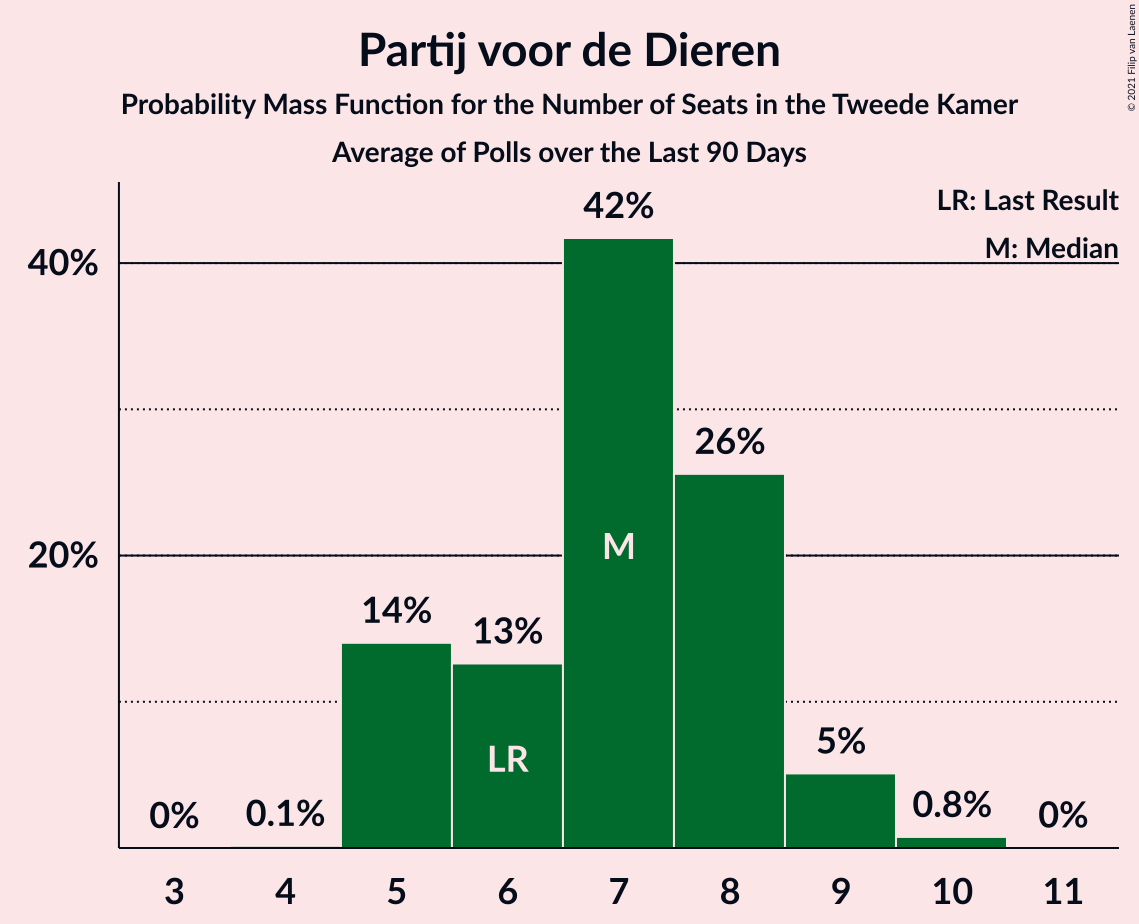 Partij voor de Dieren
Probability Mass Function for the Number of Seats in the Tweede Kamer
Average of Polls over the Last 90 Days
© 2021 Filip van Laenen
LR: Last Result
M: Median
42%
40%
26%
M
20%
14%
13%
LR
5%
0%
0.1%
0.8%
0%
3 4 5 6 7 8 9 10 11